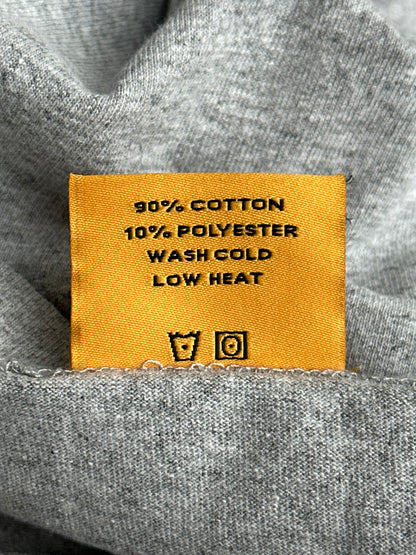 90% COTTON
10% POLYESTER
WASH COLD
LOW HEAT